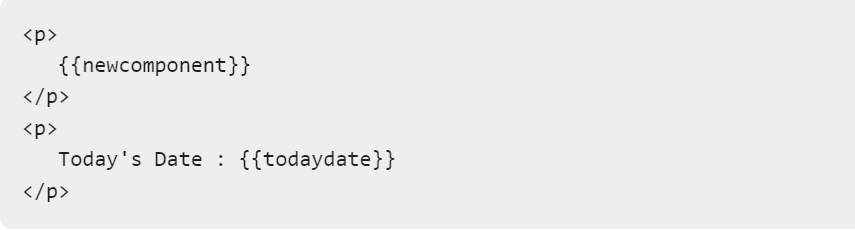 <p>
   {{newcomponent}}
</p>
<p>
   Today's Date : {{todaydate}}
</p>